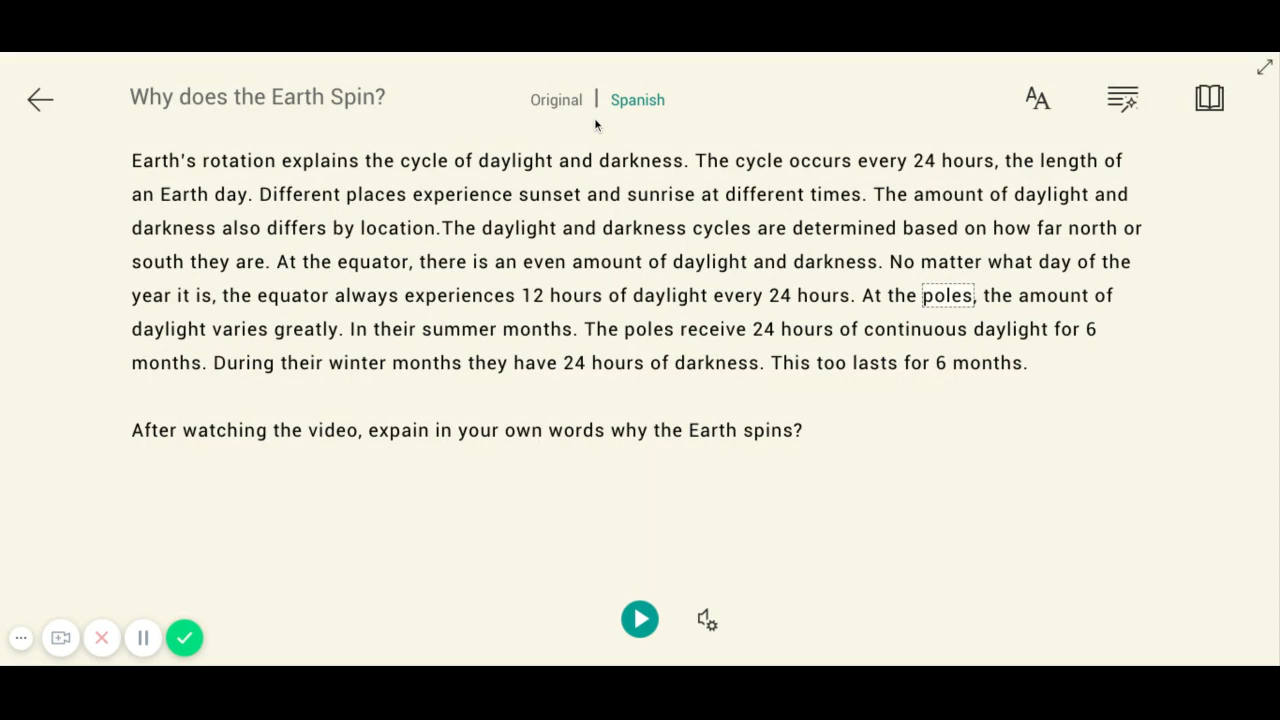 Why does the Earth Spin?
Original | Spanish
Earth's rotation explains the cycle of daylight and darkness. The cycle occurs every 24 hours, the length of
an Earth day. Different places experience sunset and sunrise at different times. The amount of daylight and
darkness also differs by location.The daylight and darkness cycles are determined based on how far north or
south they are. At the equator, there is an even amount of daylight and darkness. No matter what day of the
year it is, the equator always experiences 12 hours of daylight every 24 hours. At the poles, the amount of
daylight varies greatly. In their summer months. The poles receive 24 hours of continuous daylight for 6
months. During their winter months they have 24 hours of darkness. This too lasts for 6 months.
After watching the video, expain in your own words why the Earth spins?